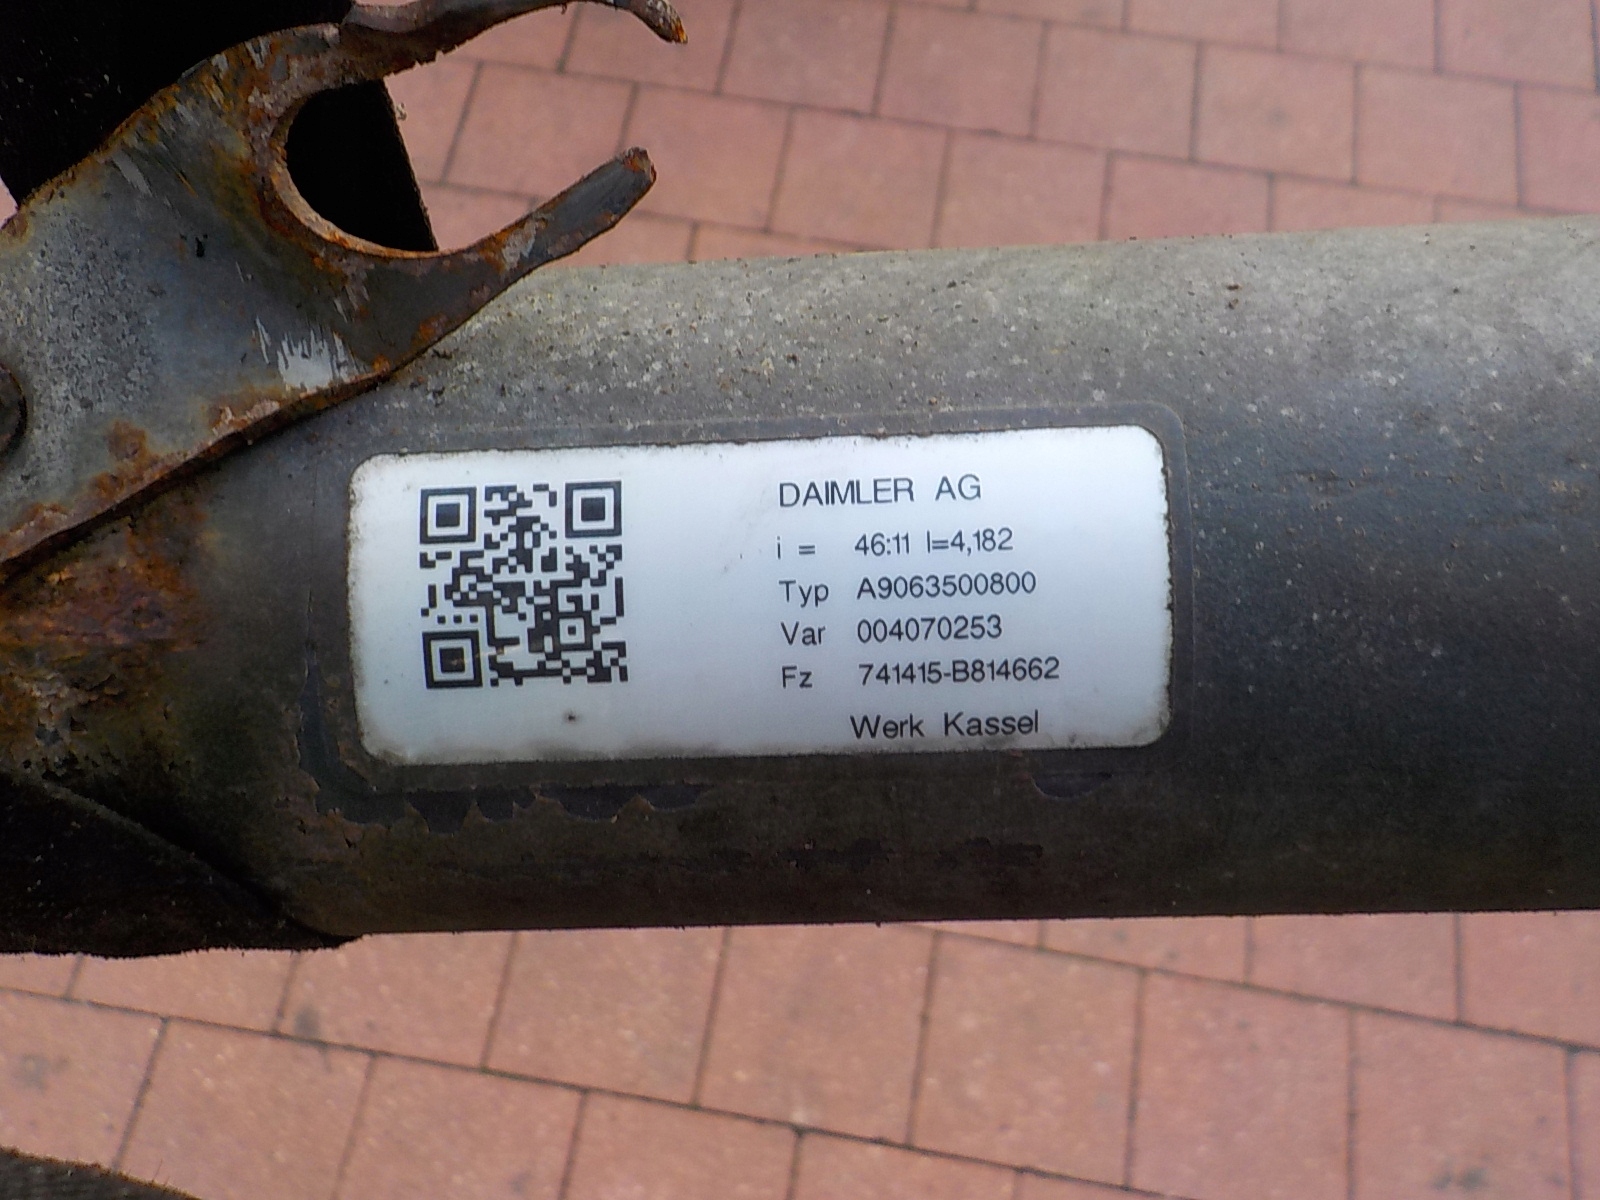 DAIMLER AG
i = 46:11 I=4,182
Typ A9063500800
Var 004070253
Fz 741415-B814662
Werk Kassel